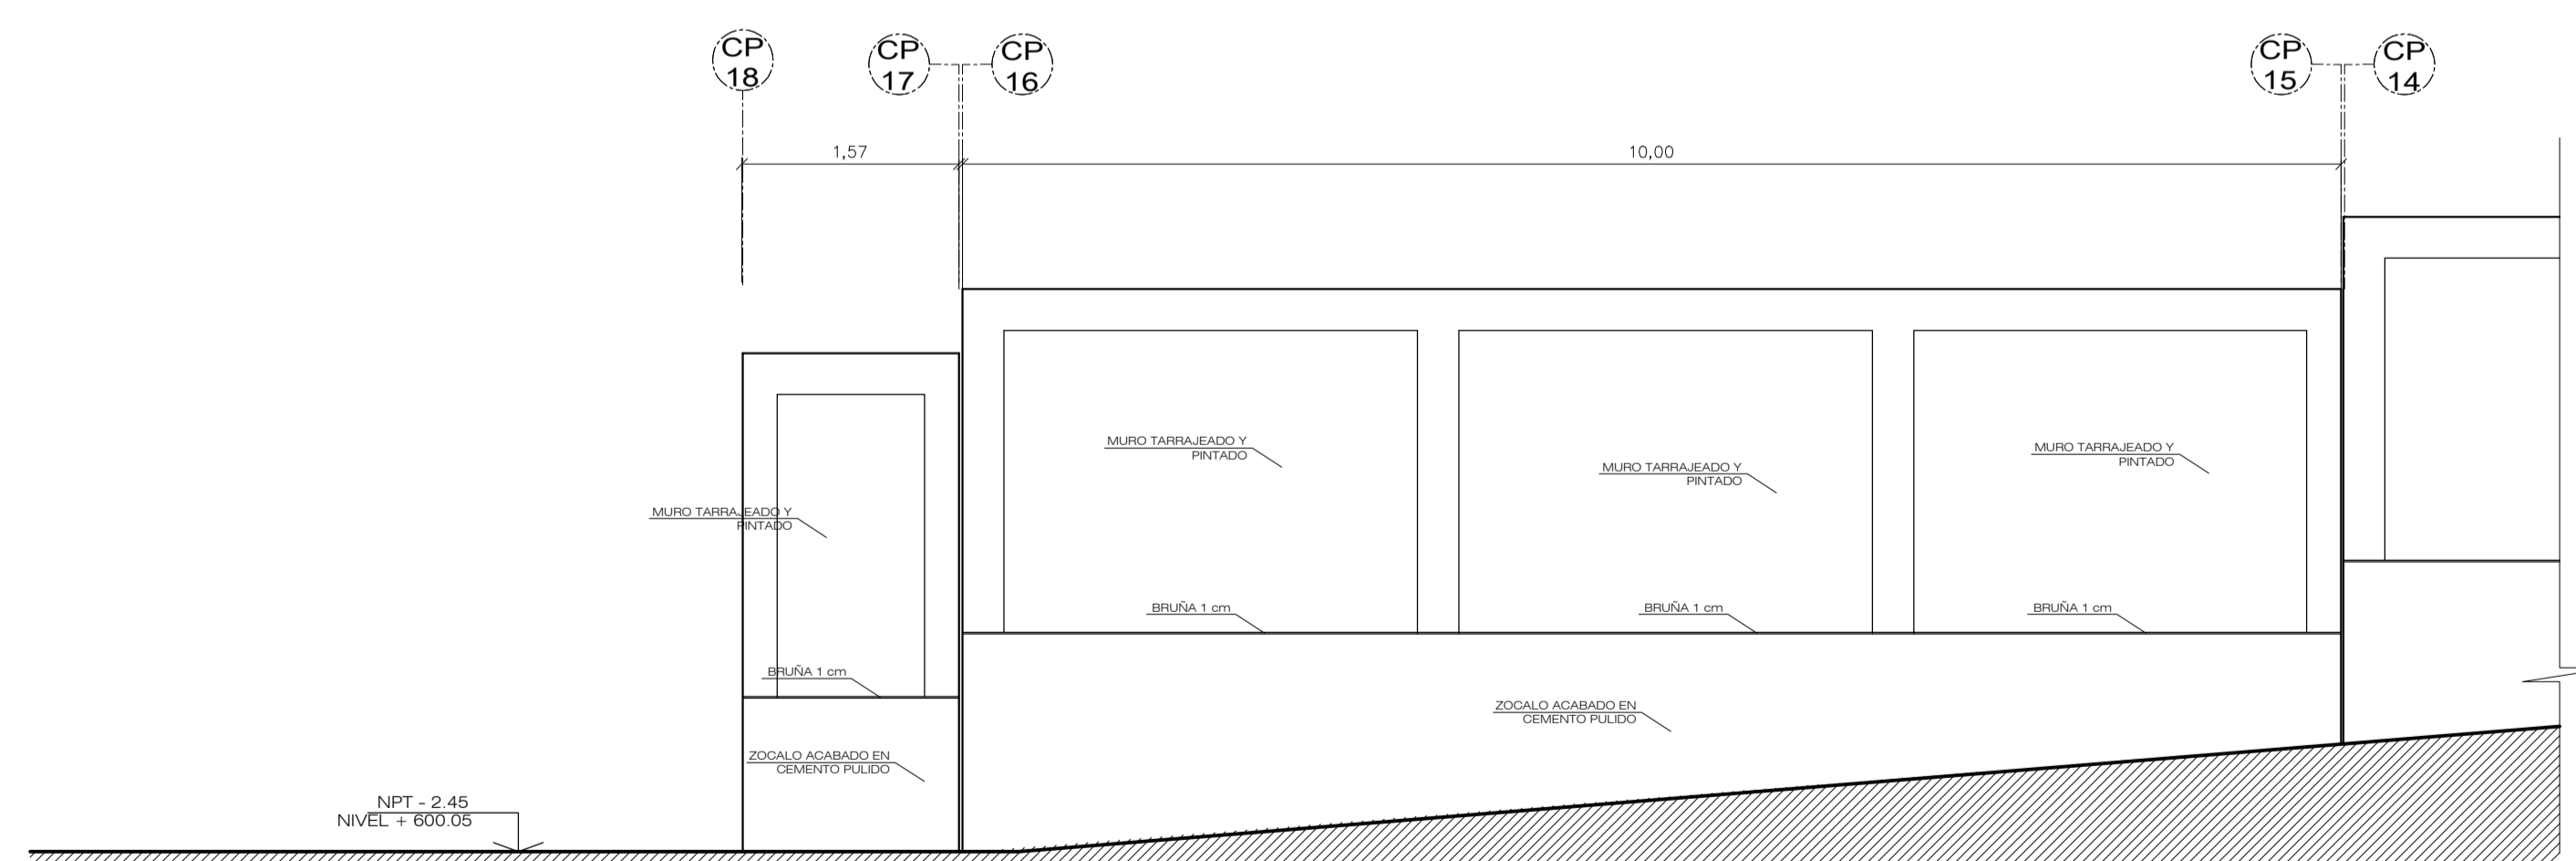 CP
18
CP
17
CP
16
CP
15
CP
14
1,57
10,00
MURO TARRAJEADO Y
PINTADO
MURO TARRAJEADO Y
PINTADO
MURO TARRAJEADO Y
PINTADO
MURO TARRAJEADO Y
PINTADO
BRUÑA 1 cm
BRUÑA 1 cm
BRUÑA 1 cm
BRUÑA 1 cm
ZOCALO ACABADO EN
CEMENTO PULIDO
ZOCALO ACABADO EN
CEMENTO PULIDO
NPT - 2.45
NIVEL + 600.05